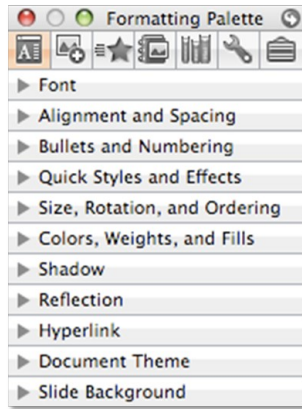 Formatting Palette
Font
Alignment and Spacing
Bullets and Numbering
Quick Styles and Effects
Size, Rotation, and Ordering
Colors, Weights, and Fills
Shadow
Reflection
Hyperlink
Document Theme
Slide Background